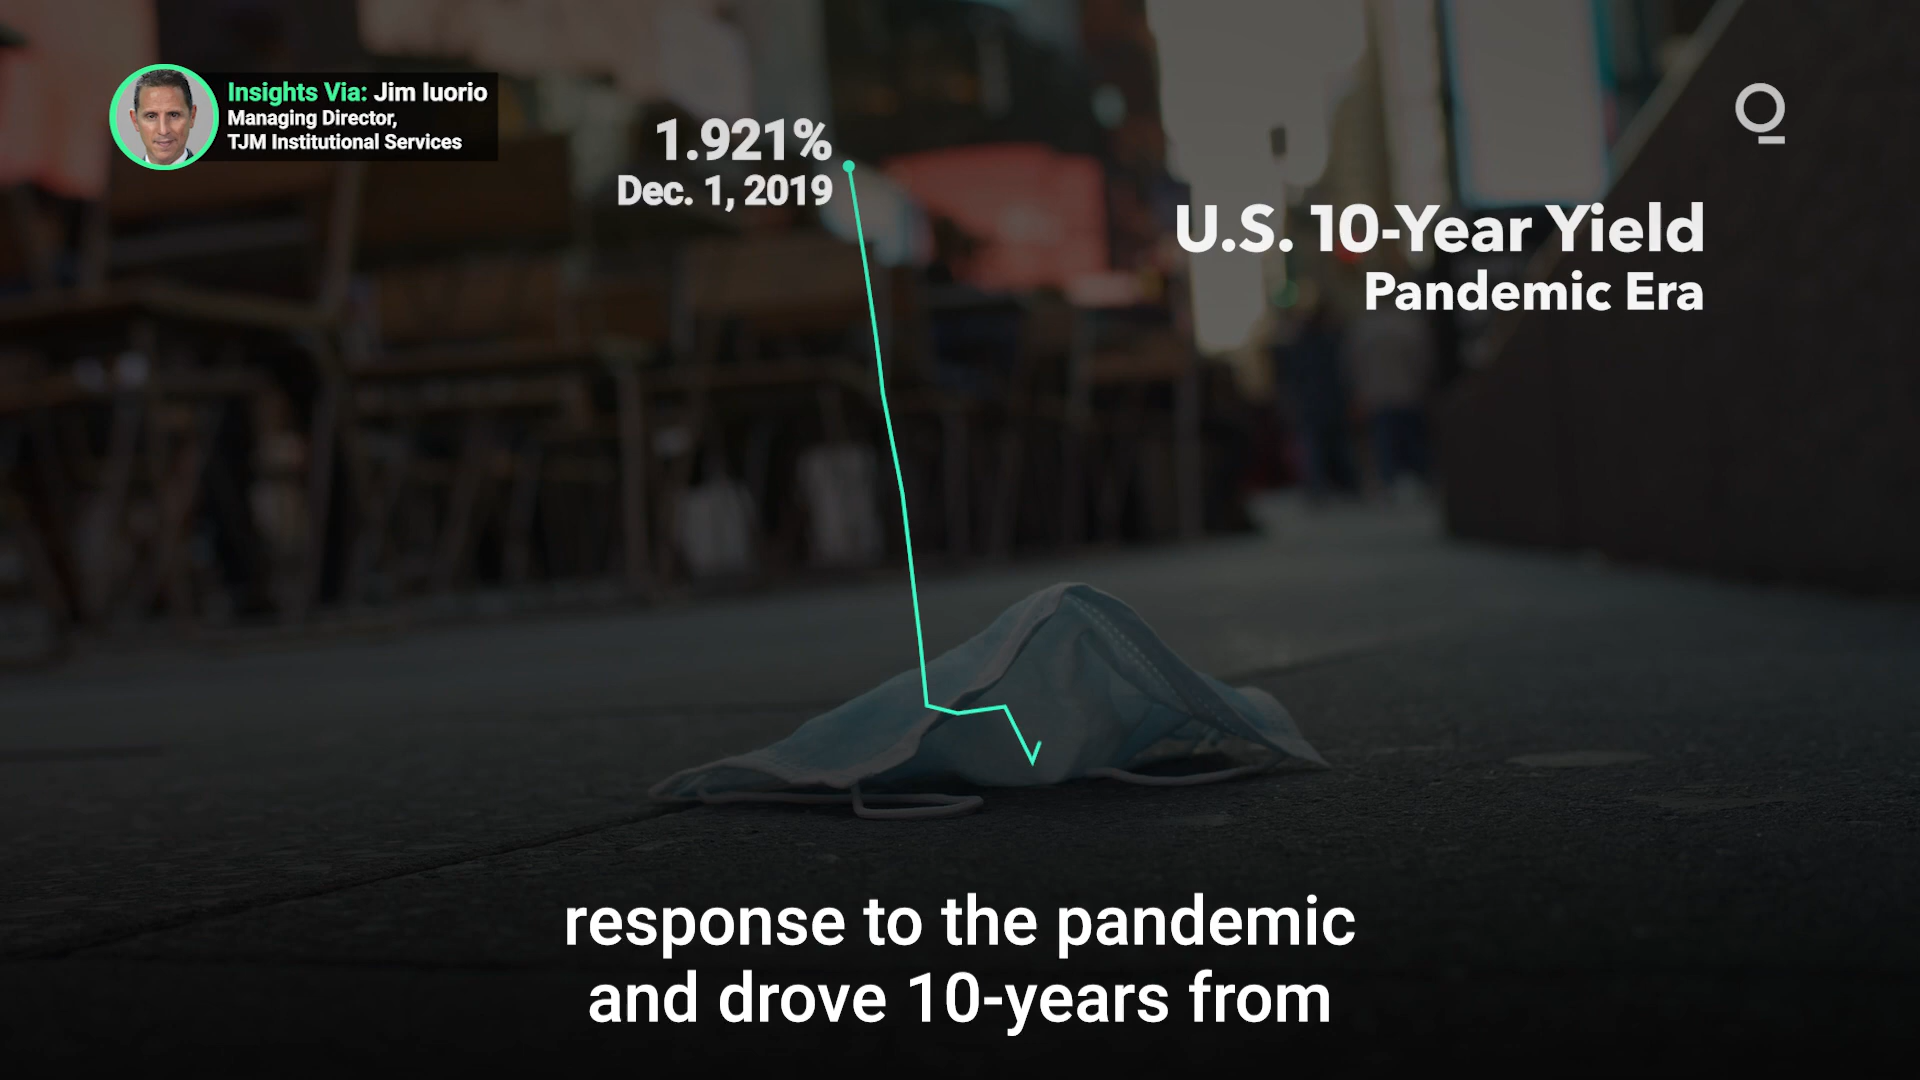 Insights Via: Jim Iuorio
Managing Director,
TJM Institutional Services
1.921%
Dec. 1, 2019
U.S. 10-Year Yield
Pandemic Era
response to the pandemic
and drove 10-years from